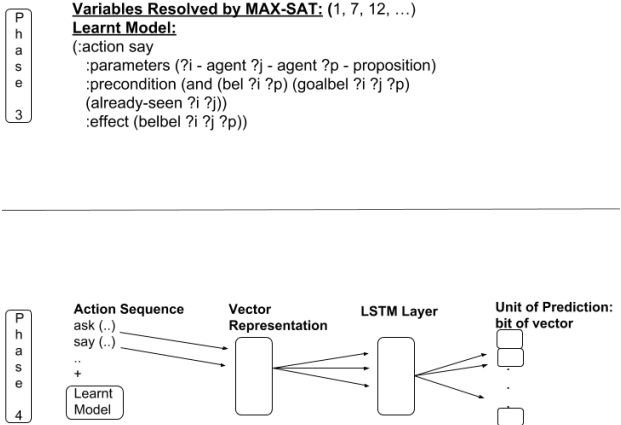 Phase 3
Variables Resolved by MAX-SAT: (1, 7, 12, …)
Learnt Model:
(:action say
:parameters (?i - agent ?j - agent ?p - proposition)
:precondition (and (bel ?i ?p) (goalbel ?i ?j ?p)
(already-seen ?i ?j))
:effect (belbel ?i ?j ?p))
Phase 4
Action Sequence
ask (..)
say (..)
..
+
Learnt
Model
Vector
Representation
LSTM Layer
Unit of Prediction:
bit of vector
.
.
.